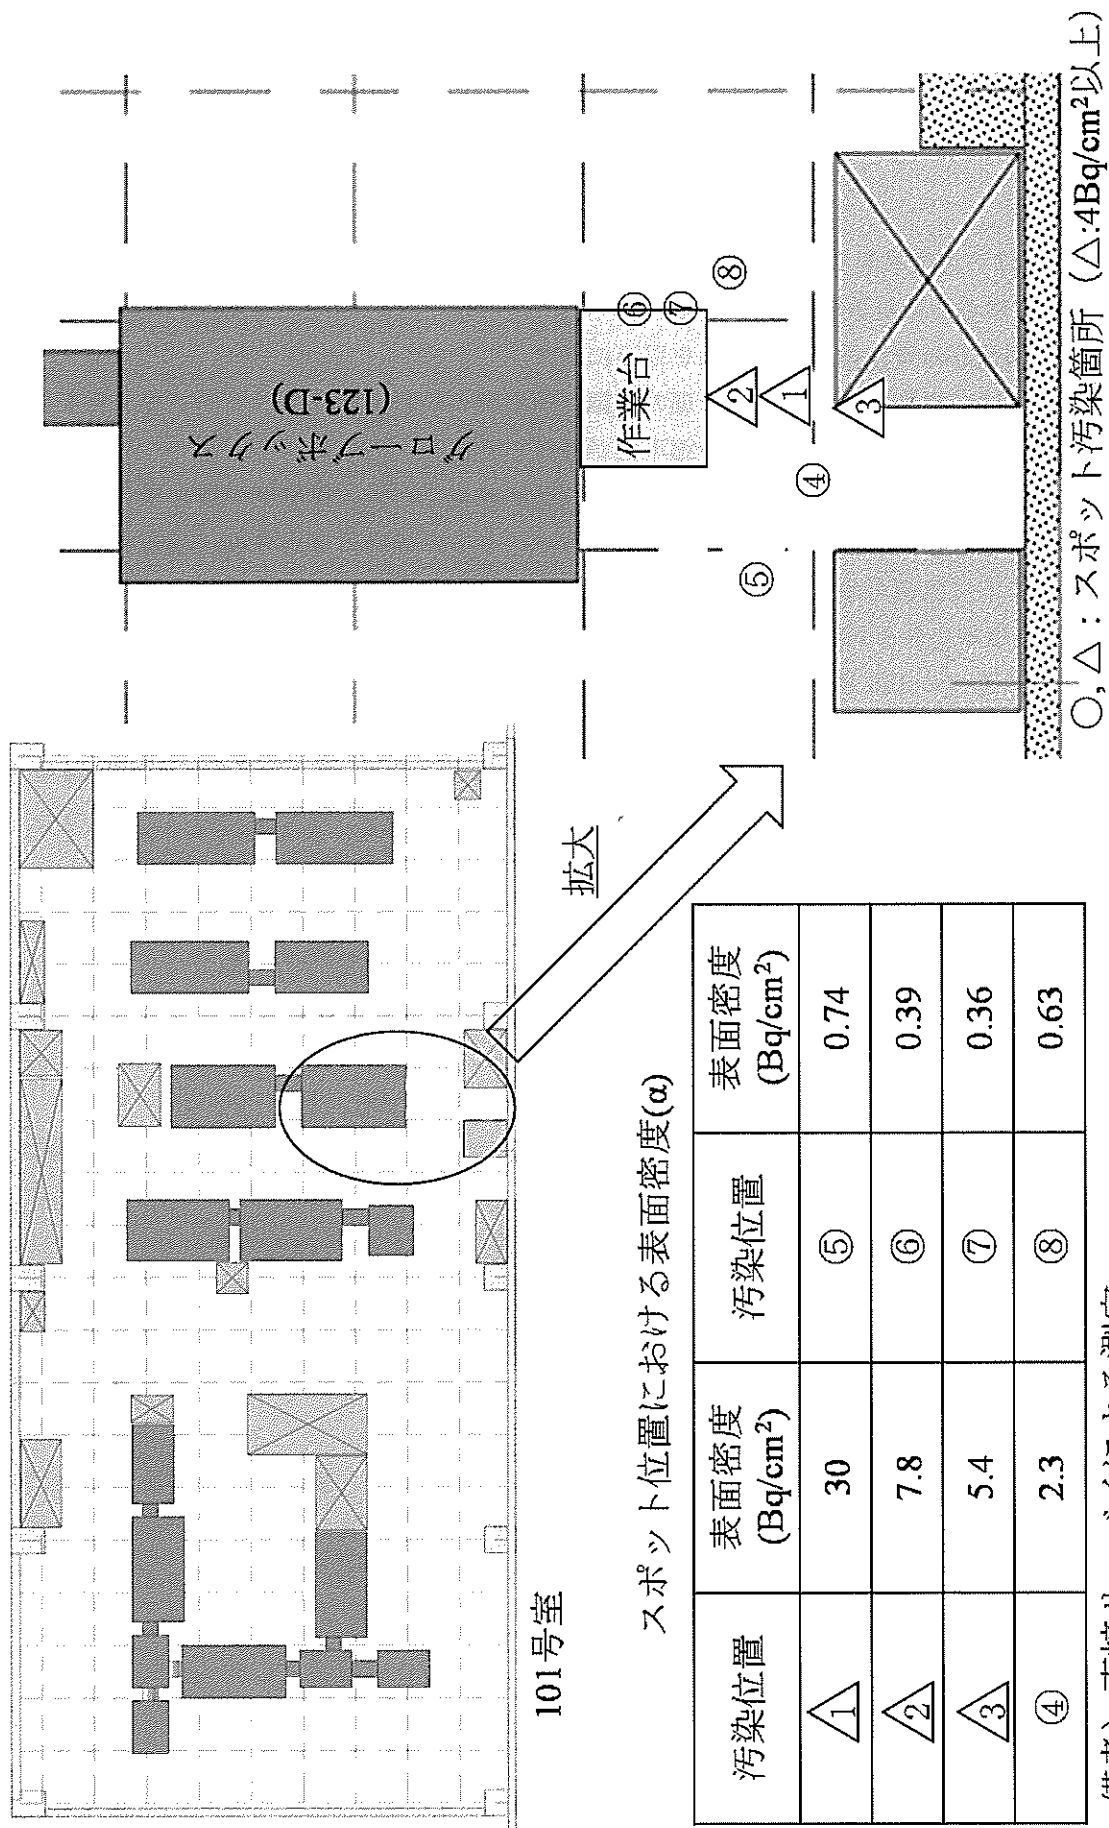 101号室
拡大
グローブボックス
(123-D)
作業台
⑥
⑦
⑧
2
1
3
④
⑤
○, △：スポット汚染箇所 （△:4Bq/cm²以上）
スポット位置における表面密度(α)
汚染位置 表面密度 (Bq/cm²) 汚染位置 表面密度 (Bq/cm²)
1 30 ⑤ 0.74
2 7.8 ⑥ 0.39
3 5.4 ⑦ 0.36
④ 2.3 ⑧ 0.63